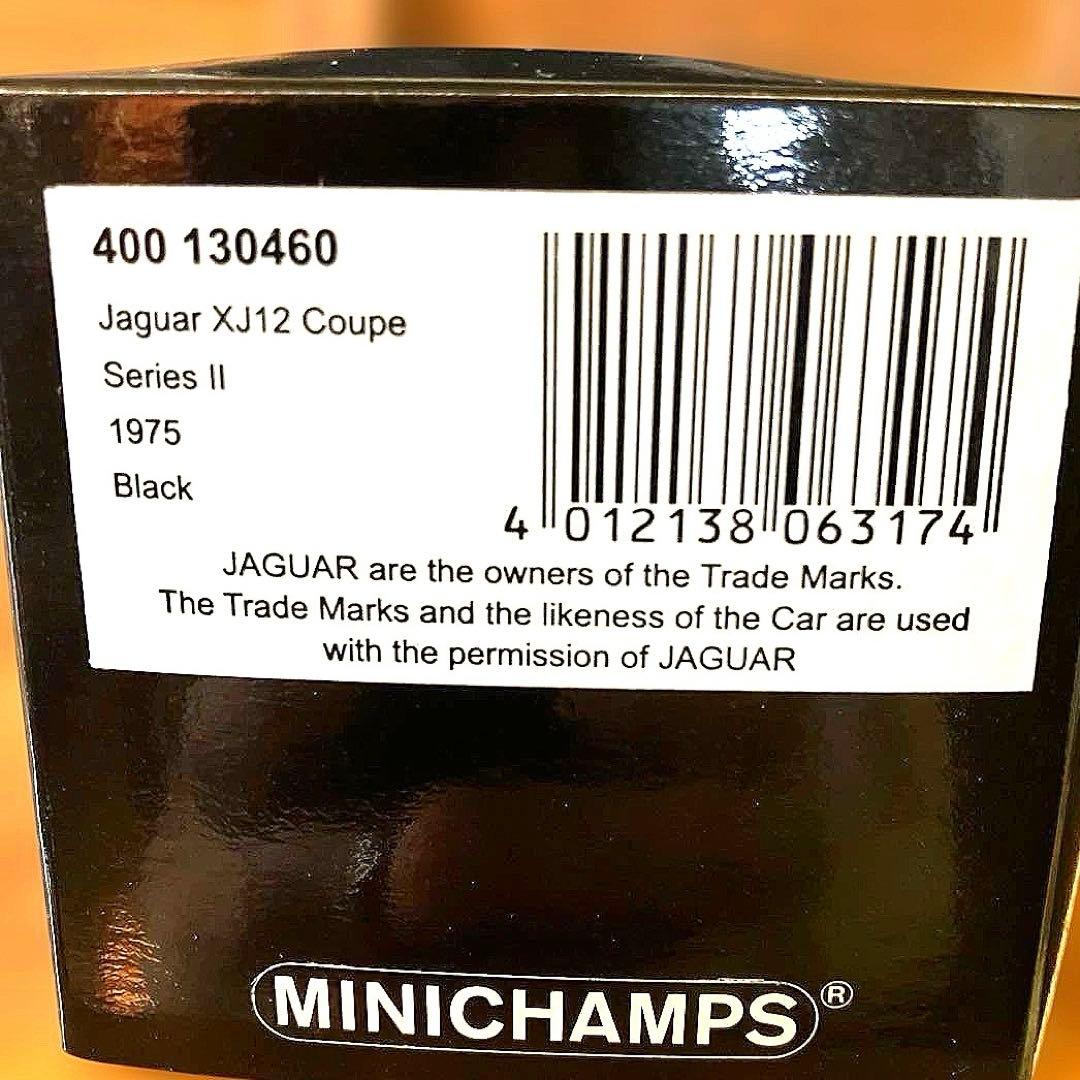 400 130460
Jaguar XJ12 Coupe
Series II
1975
Black
4 012138 063174
JAGUAR are the owners of the Trade Marks.
The Trade Marks and the likeness of the Car are used
with the permission of JAGUAR
MINICHAMPS®